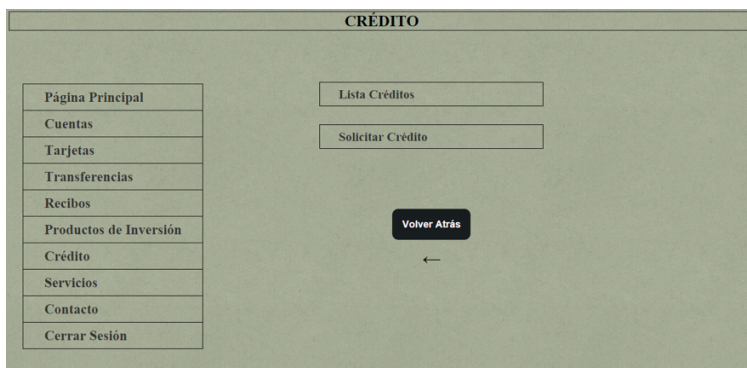 CRÉDITO
Página Principal
Cuentas
Tarjetas
Transferencias
Recibos
Productos de Inversión
Crédito
Servicios
Contacto
Cerrar Sesión
Lista Créditos
Solicitar Crédito
Volver Atrás
←